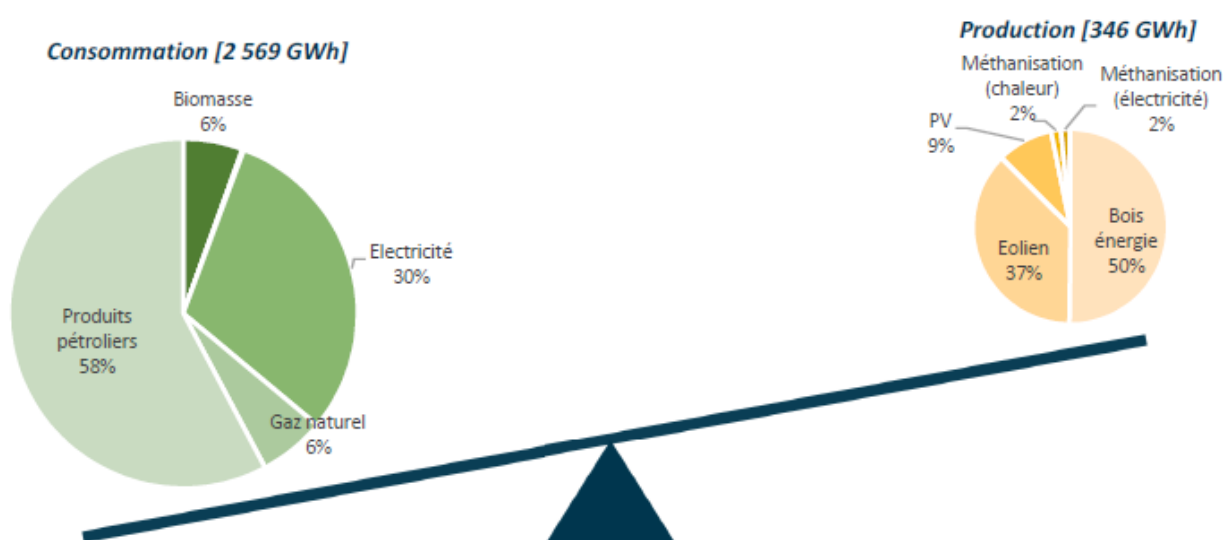 Consommation [2 569 GWh]
Biomasse
6%
Electricité
30%
Produits
pétroliers
58%
Gaz naturel
6%
Production [346 GWh]
Méthanisation
(chaleur)
2%
Méthanisation
(électricité)
2%
PV
9%
Eolien
37%
Bois
énergie
50%